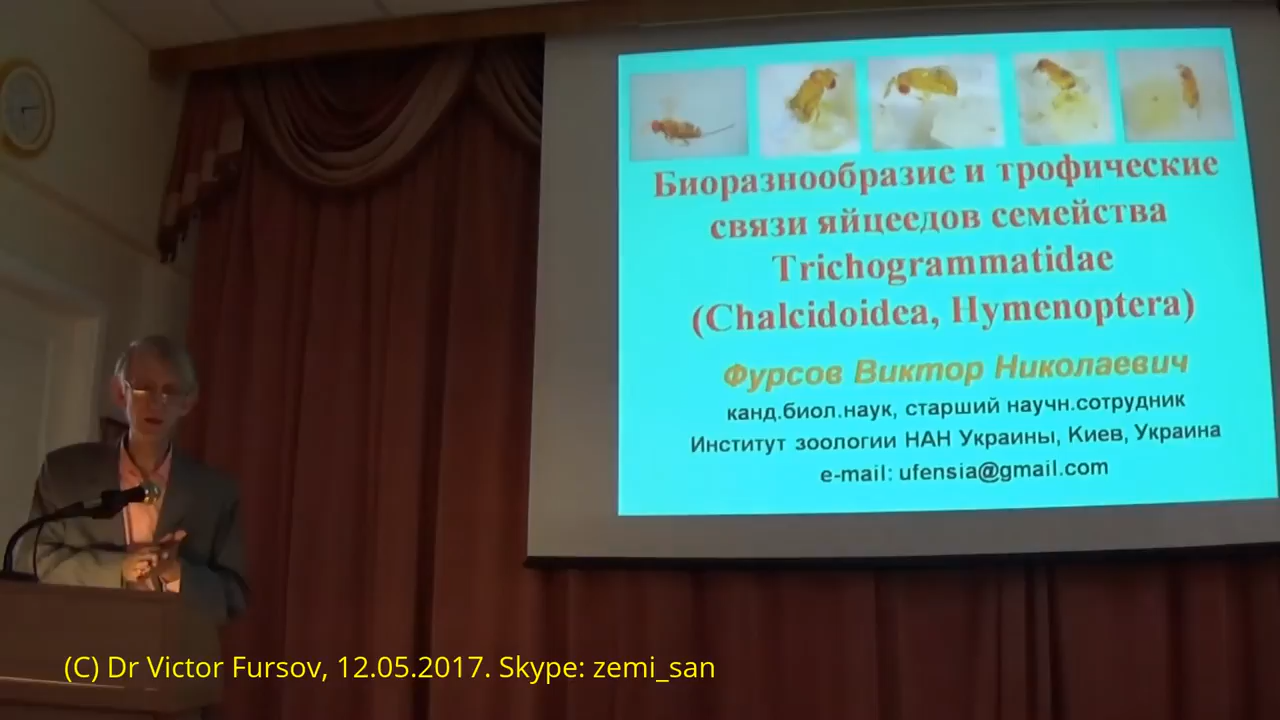 Биоразнообразие и трофические
связи яйцеедов семейства
Trichogrammatidae
(Chalcidoidea, Hymenoptera)
Фурсов Виктор Николаевич
канд.биол.наук, старший научн.сотрудник
Институт зоологии НАН Украины, Киев, Украина
e-mail: ufensia@gmail.com
(C) Dr Victor Fursov, 12.05.2017. Skype: zemi_san